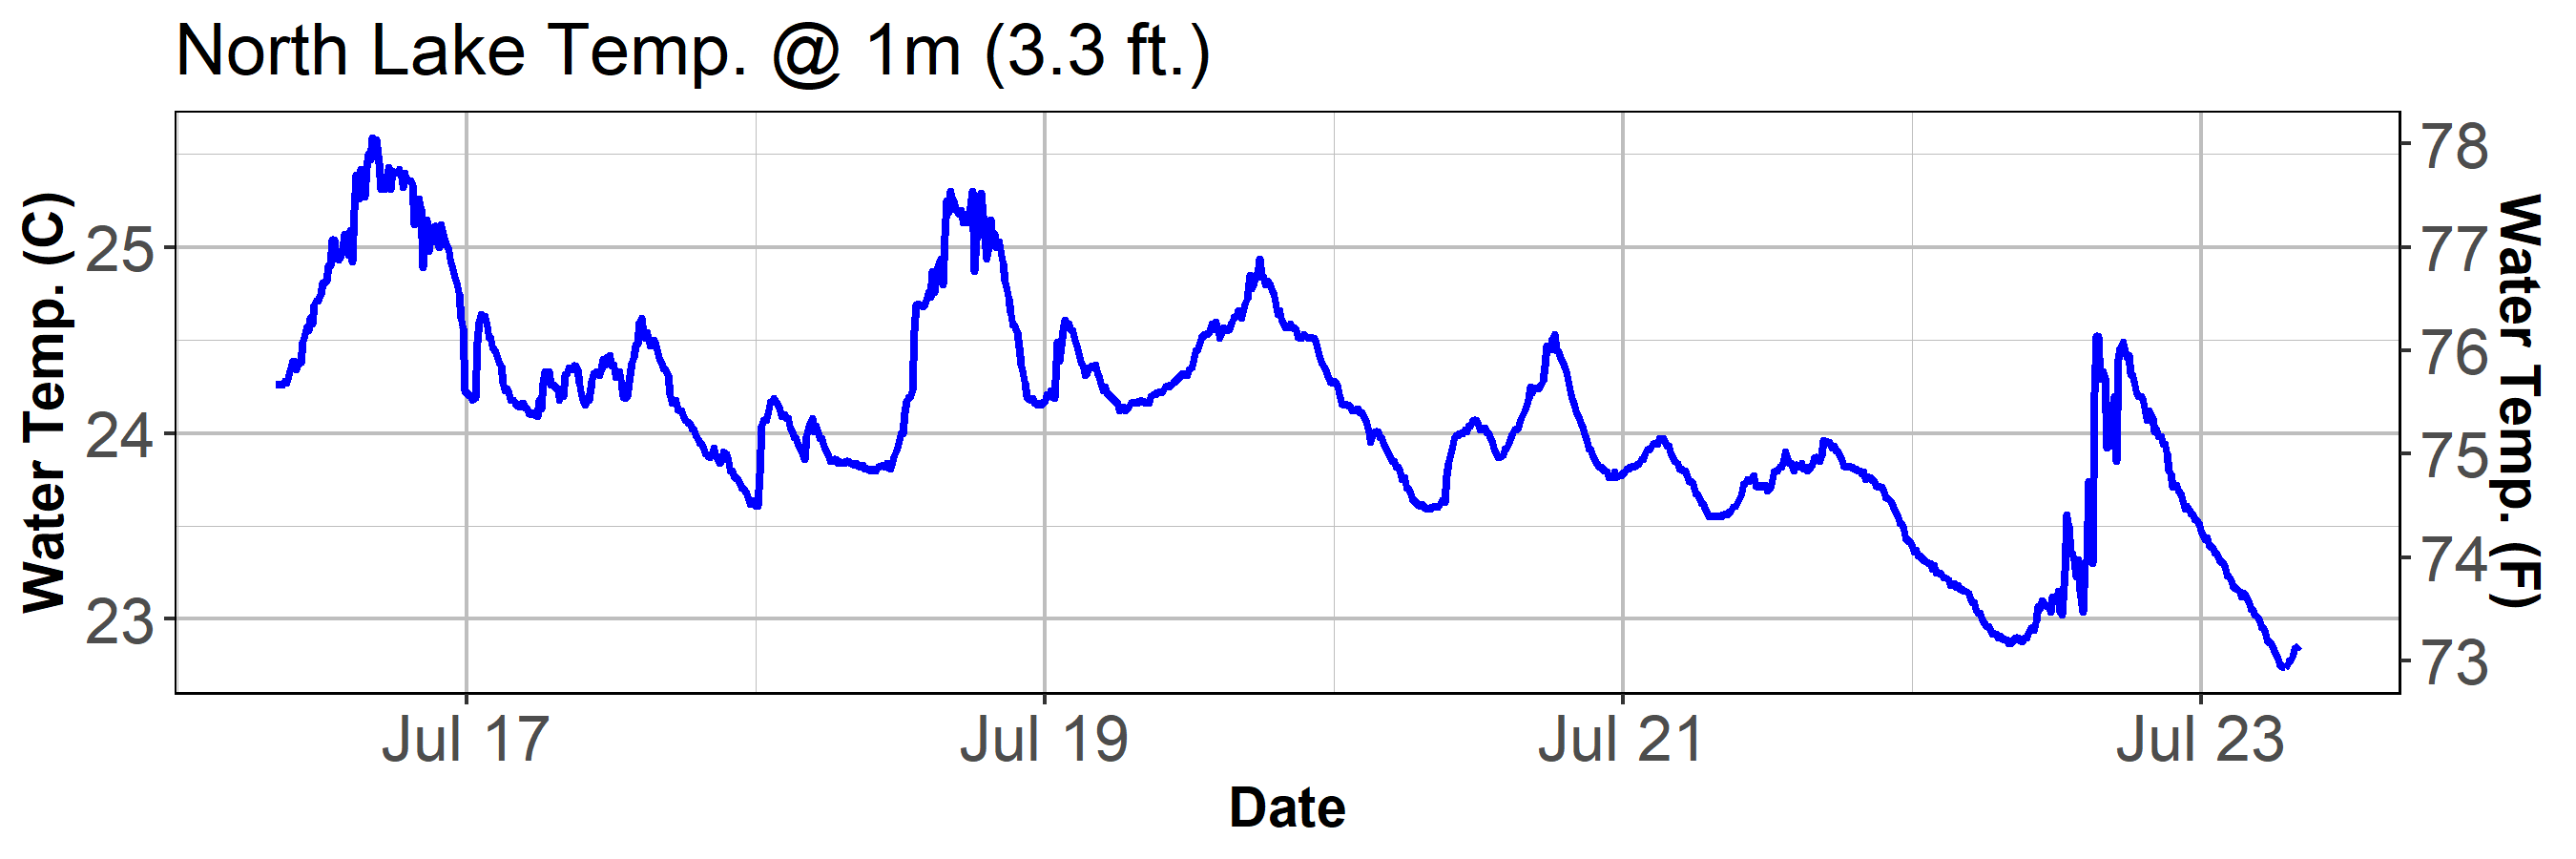 North Lake Temp. @ 1m (3.3 ft.)
Water Temp. (C)
25
24
23
78
77
76
75
74
73
Water Temp. (F)
Jul 17
Jul 19
Jul 21
Jul 23
Date